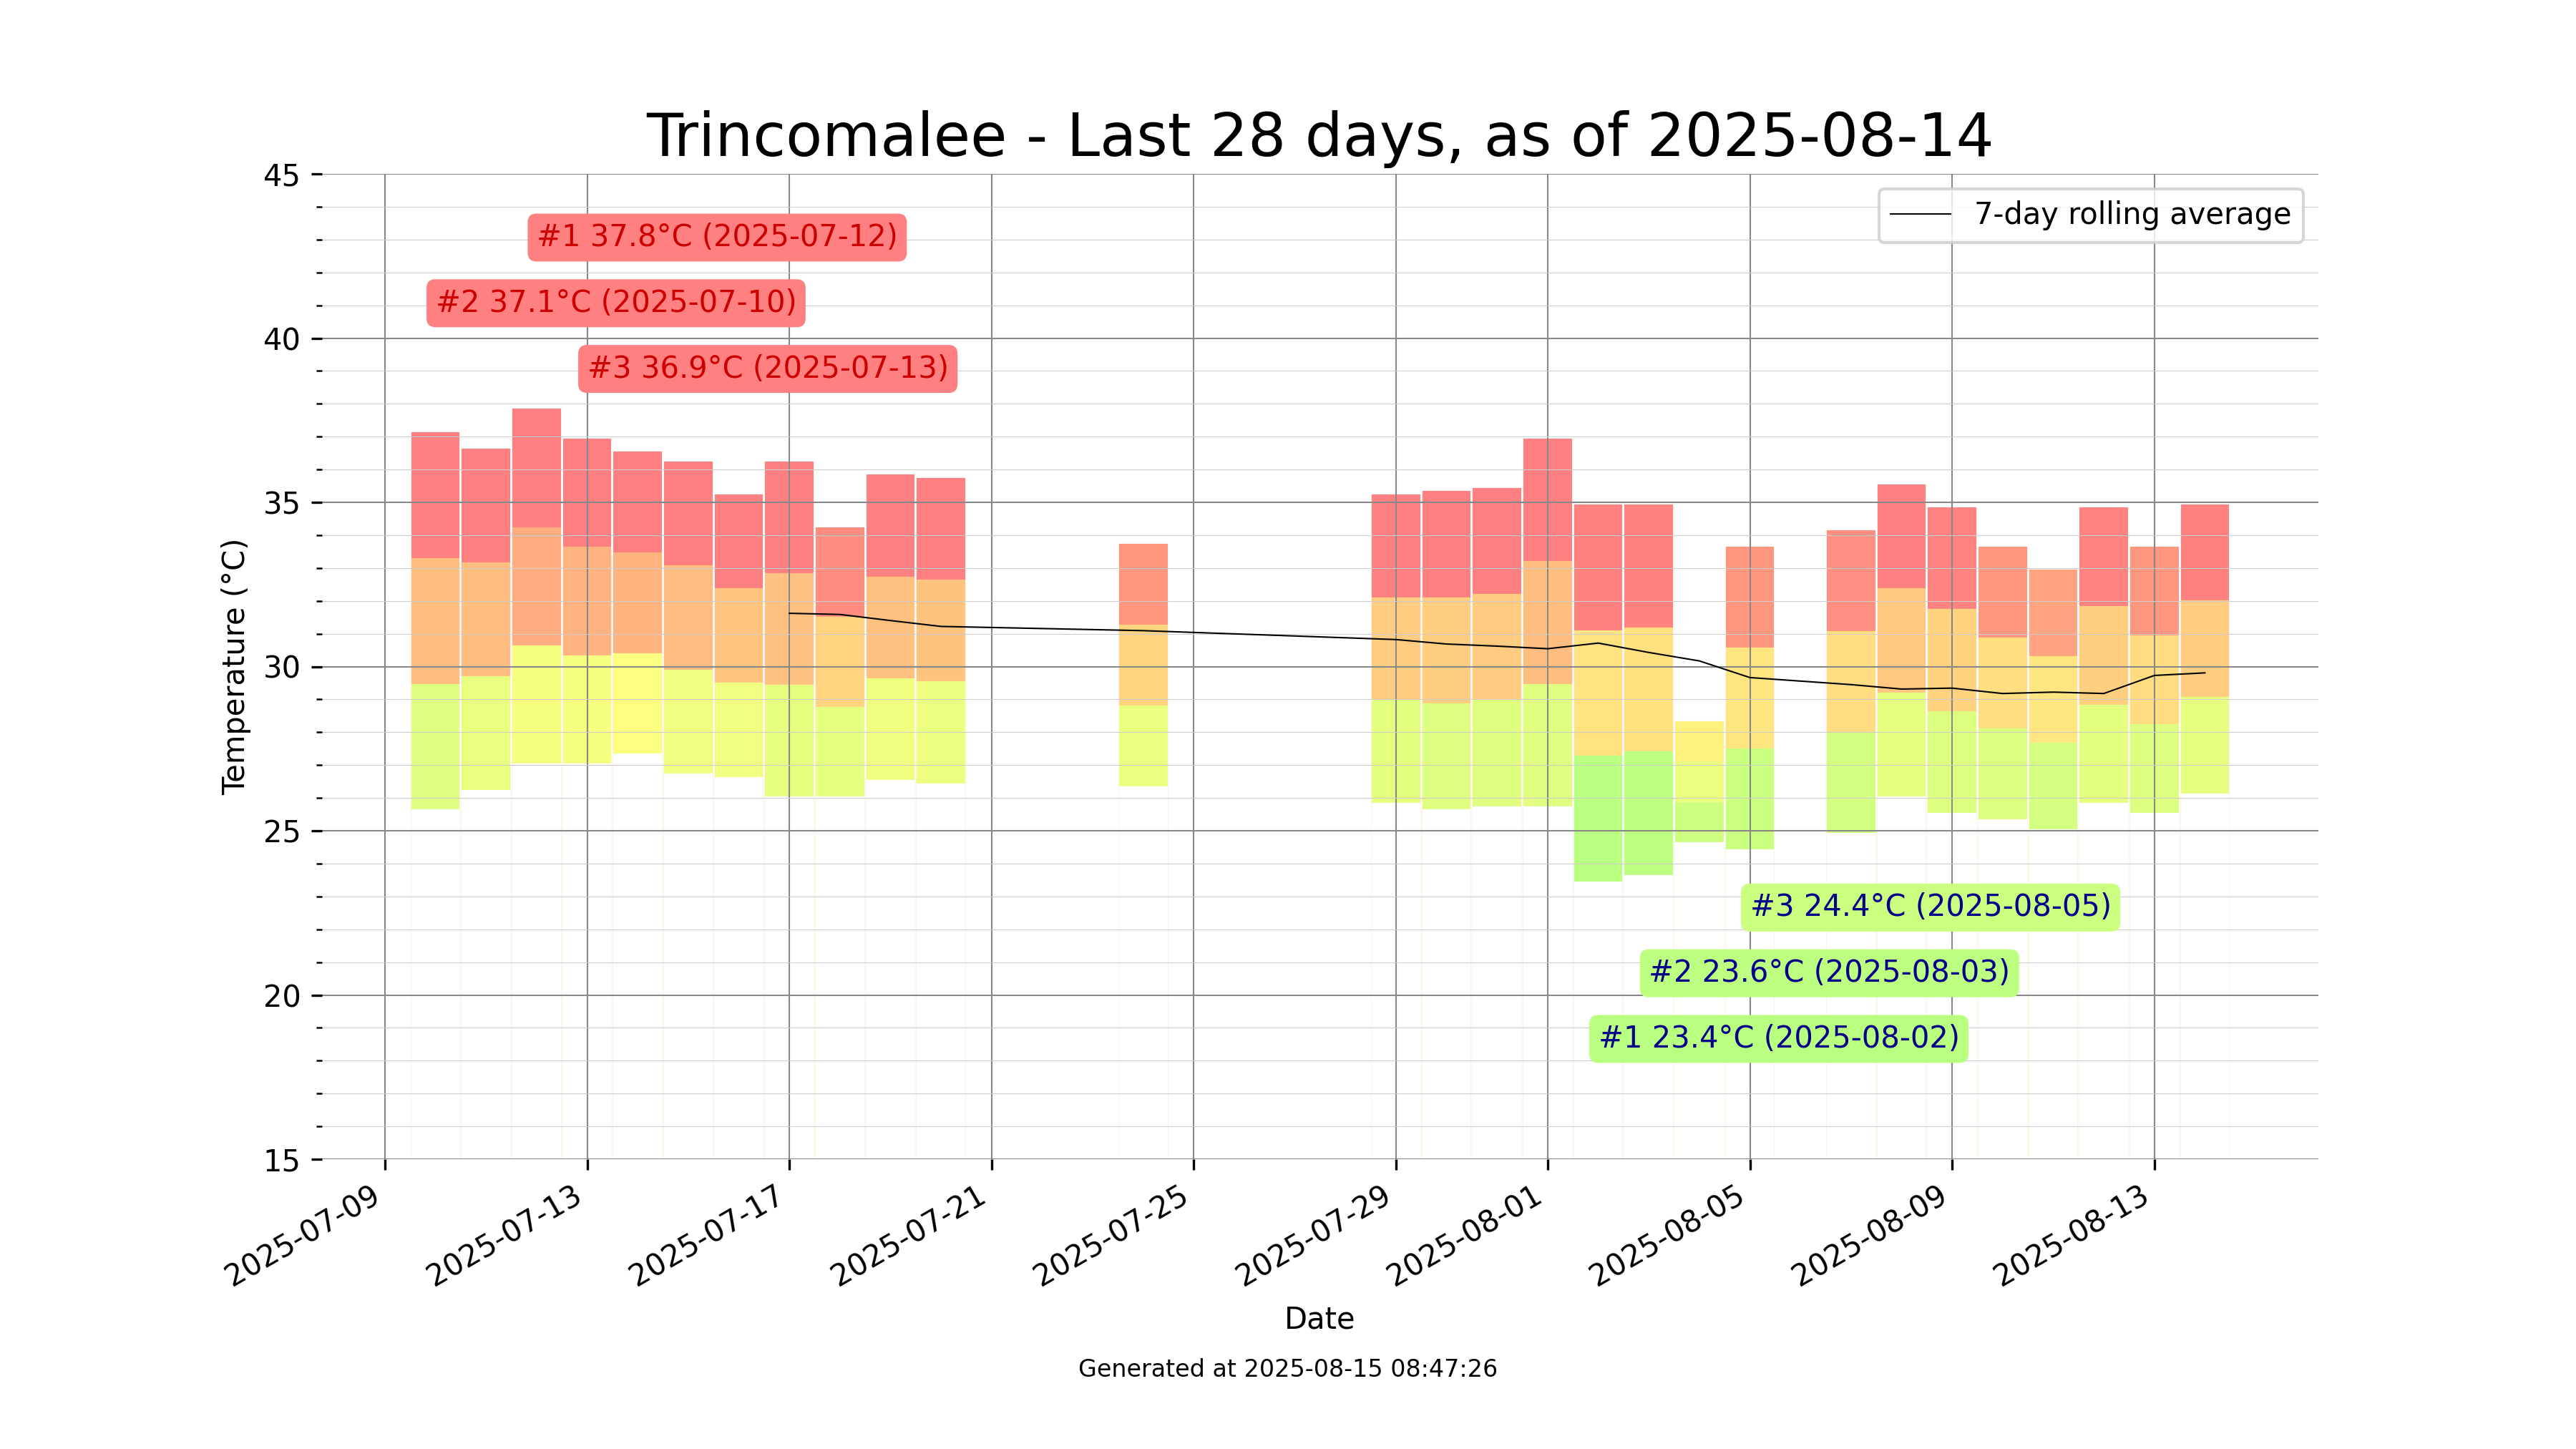 Trincomalee - Last 28 days, as of 2025-08-14
7-day rolling average
#1 37.8°C (2025-07-12)
#2 37.1°C (2025-07-10)
#3 36.9°C (2025-07-13)
45
40
35
30
25
20
15
Temperature (°C)
#3 24.4°C (2025-08-05)
#2 23.6°C (2025-08-03)
#1 23.4°C (2025-08-02)
2025-07-09
2025-07-13
2025-07-17
2025-07-21
2025-07-25
2025-07-29
2025-08-01
2025-08-05
2025-08-09
2025-08-13
Date
Generated at 2025-08-15 08:47:26